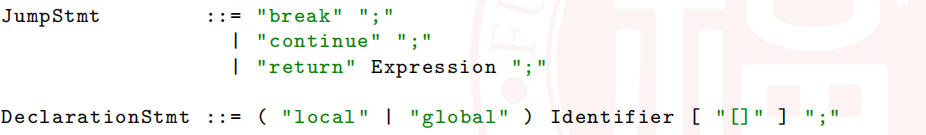 JumpStmt ::= "break" ";"
| "continue" ";"
| "return" Expression ";"
DeclarationStmt ::= ( "local" | "global" ) Identifier [ "[]" ] ";"